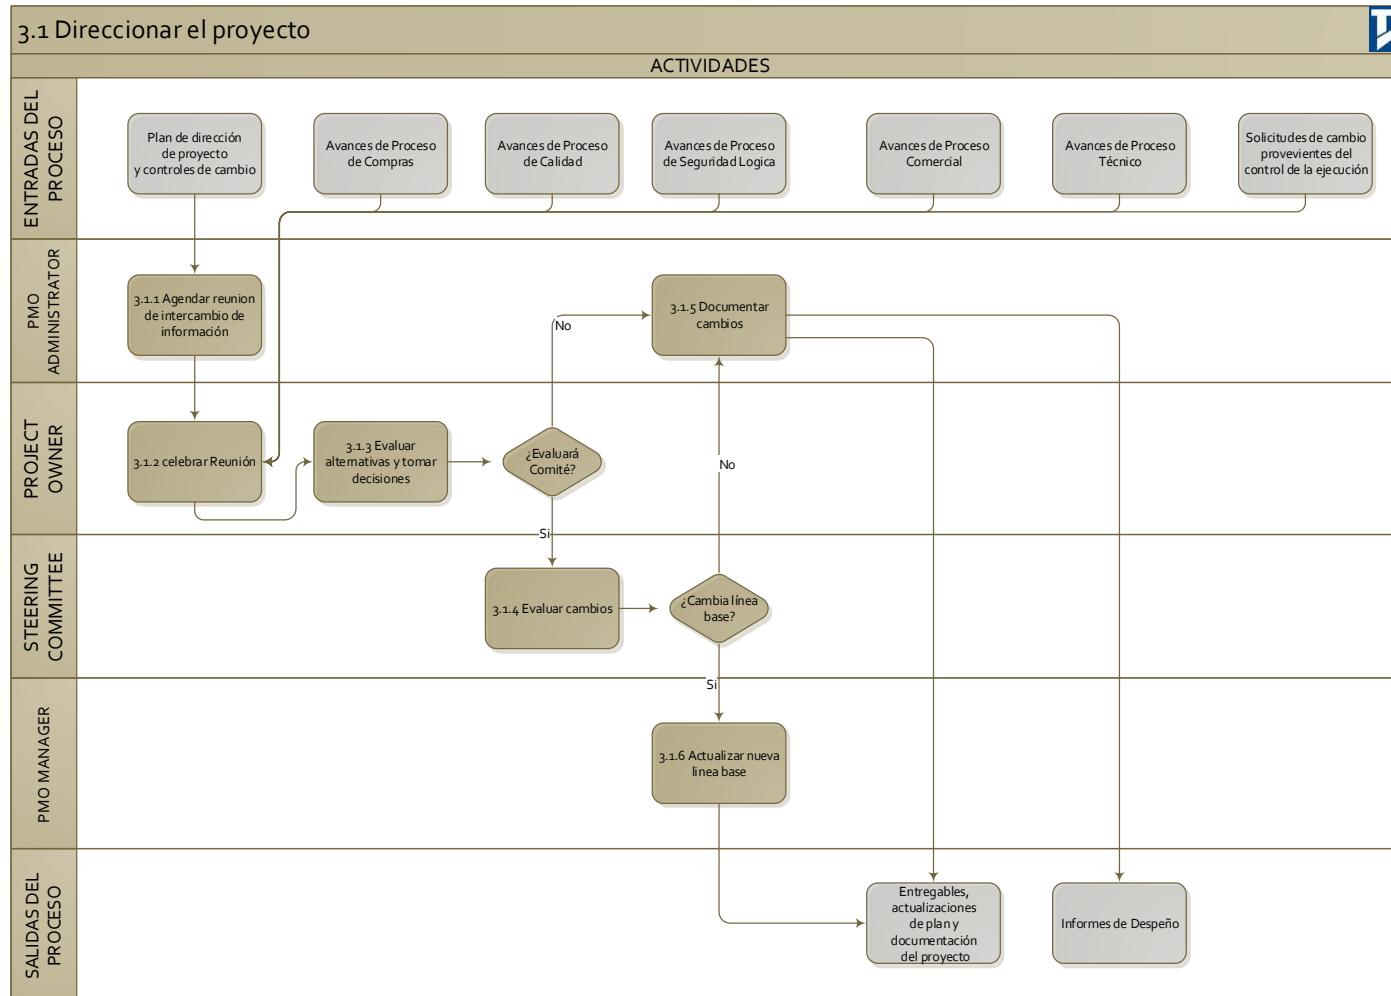 3.1 Direccionar el proyecto
ACTIVIDADES
ENTRADAS DEL
PROCESO
Plan de dirección
de proyecto
y controles de cambio
Avances de Proceso
de Compras
Avances de Proceso
de Calidad
Avances de Proceso
de Seguridad Logica
Avances de Proceso
Comercial
Avances de Proceso
Técnico
Solicitudes de cambio
provevientes del
control de la ejecución
PMO
ADMINISTRATOR
3.1.1 Agendar reunion
de intercambio de
información
3.1.5 Documentar
cambios
No
PROJECT
OWNER
3.1.2 celebrar Reunión
3.1.3 Evaluar
alternativas y tomar
decisiones
¿Evaluará
Comité?
No
Si
STEERING
COMMITTEE
3.1.4 Evaluar cambios
¿Cambia línea
base?
Si
PMO MANAGER
3.1.6 Actualizar nueva
linea base
SALIDAS DEL
PROCESO
Entregables,
actualizaciones
de plan y
documentación
del proyecto
Informes de Despeño